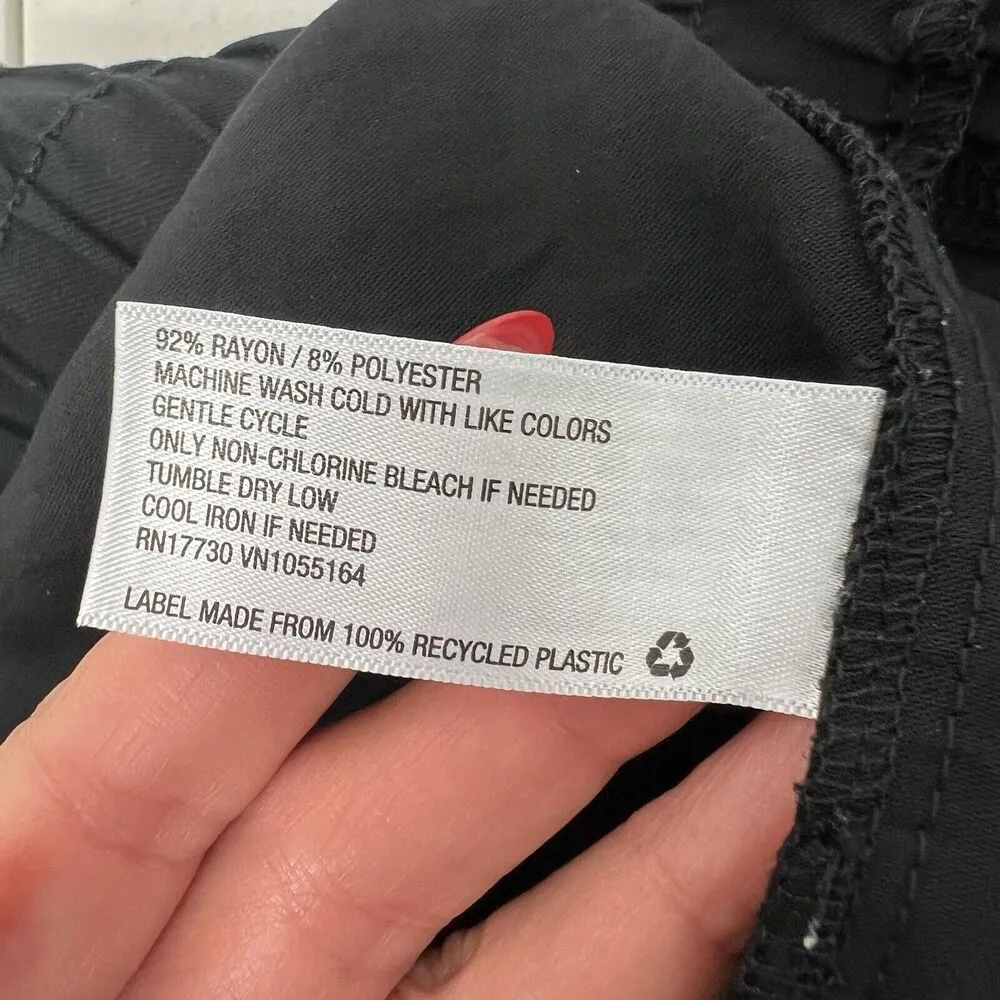 92% RAYON / 8% POLYESTER
MACHINE WASH COLD WITH LIKE COLORS
GENTLE CYCLE
ONLY NON-CHLORINE BLEACH IF NEEDED
TUMBLE DRY LOW
COOL IRON IF NEEDED
RN17730 VN1055164
LABEL MADE FROM 100% RECYCLED PLASTIC